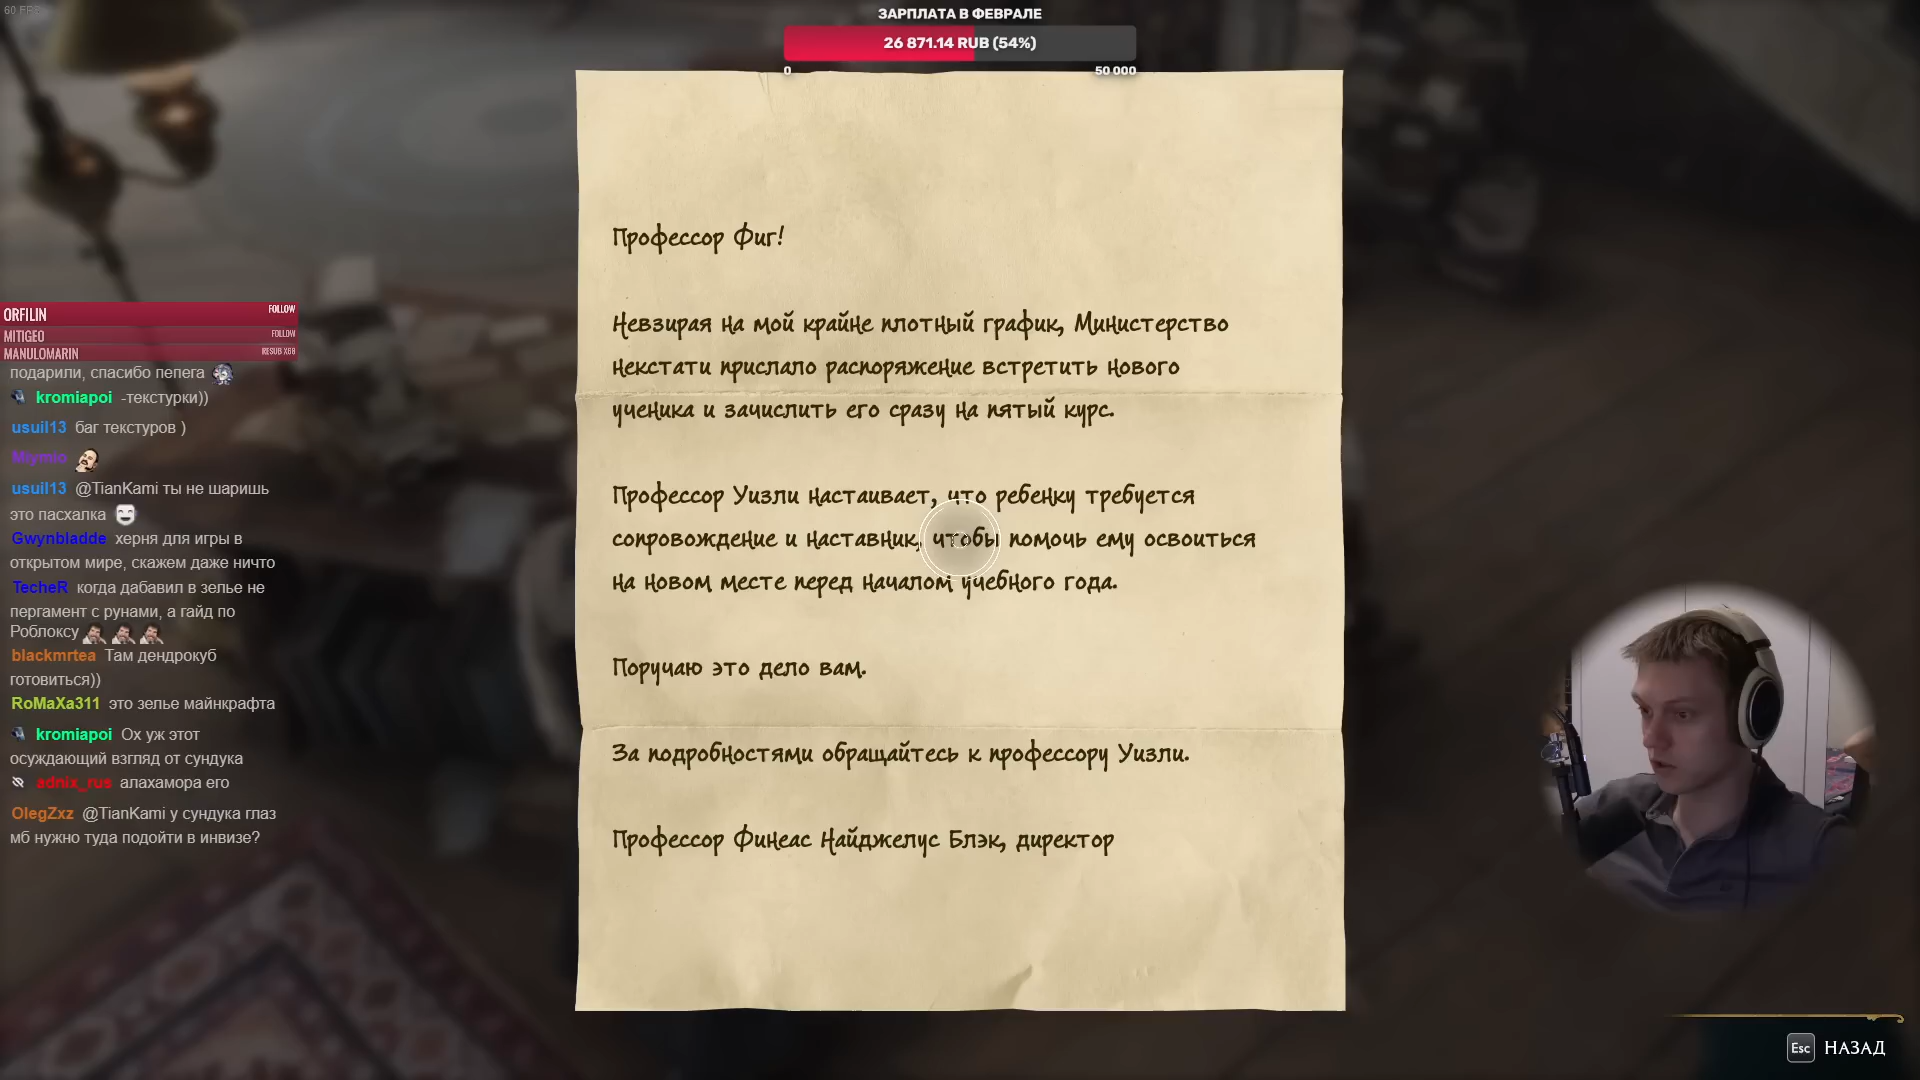 60 FPS
ЗАРПЛАТА В ФЕВРАЛЕ
26 871.14 RUB (54%)
0
50 000
Профессор Фиг!
Невзирая на мой крайне плотный график, Министерство
некстати прислало распоряжение встретить нового
ученика и зачислить его сразу на пятый курс.
Профессор Уизли настаивает, что ребенку требуется
сопровождение и наставник, чтобы помочь ему освоиться
на новом месте перед началом учебного года.
Поручаю это дело вам.
За подробностями обращайтесь к профессору Уизли.
Профессор Финеас Найджелус Блэк, директор
ORFILIN FOLLOW
MITIGEO FOLLOW
MANULOMARIN RESUB X68
подарили, спасибо пепега
kromiapoi -текстурки))
usuil13 баг текстуров )
Mlymio
usuil13 @TianKami ты не шаришь
это пасхалка
Gwynbladde херня для игры в
открытом мире, скажем даже ничто
TecheR когда дабавил в зелье не
пергамент с рунами, а гайд по
Роблоксу
blackmrtea Там дендрокуб
готовиться))
RoMaXa311 это зелье майнкрафта
kromiapoi Ох уж этот
осуждающий взгляд от сундука
adnix_rus алахамора его
OlegZxz @TianKami у сундука глаз
мб нужно туда подойти в инвизе?
Esc НАЗАД